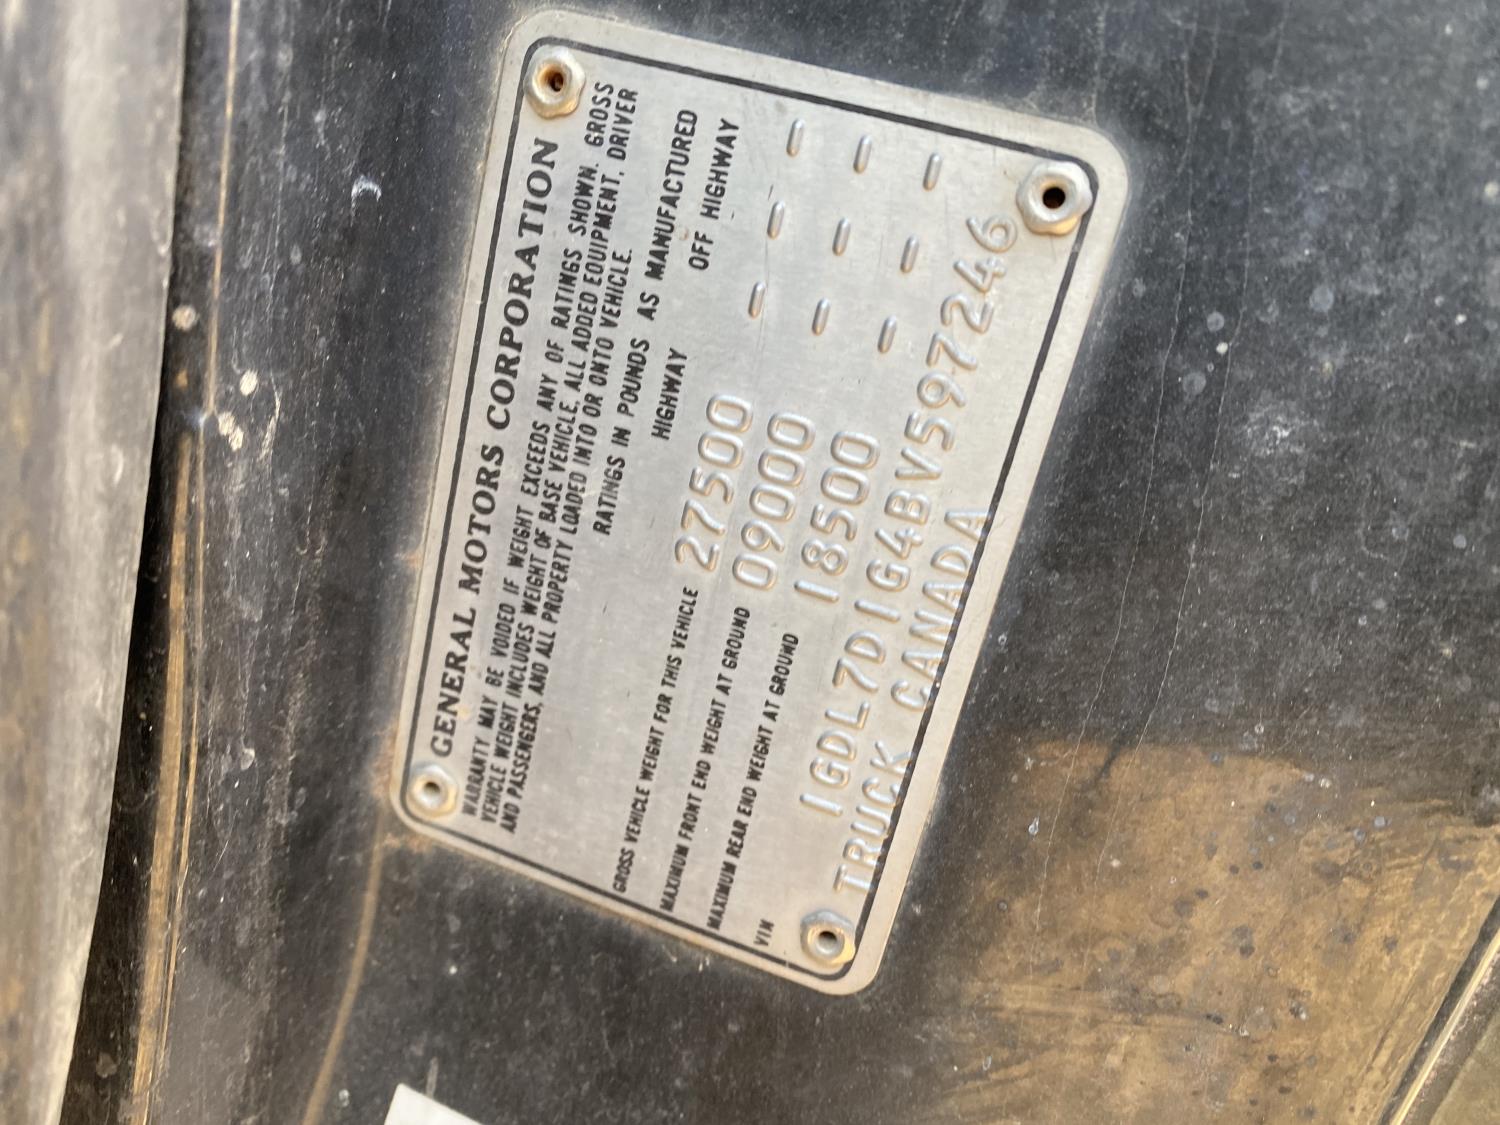 GENERAL MOTORS CORPORATION
WARRANTY MAY BE VOIDED IF WEIGHT EXCEEDS ANY OF RATINGS SHOWN. GROSS
VEHICLE WEIGHT INCLUDES WEIGHT OF BASE VEHICLE, ALL ADDED EQUIPMENT, DRIVER
AND PASSENGERS, AND ALL PROPERTY LOADED INTO OR ONTO VEHICLE.
RATINGS IN POUNDS AS MANUFACTURED
HIGHWAY OFF HIGHWAY
GROSS VEHICLE WEIGHT FOR THIS VEHICLE 27500 - - -
MAXIMUM FRONT END WEIGHT AT GROUND 09000 - - -
MAXIMUM REAR END WEIGHT AT GROUND 18500 - - -
VIN 1GDL7D1G4BV597246
TRUCK CANADA